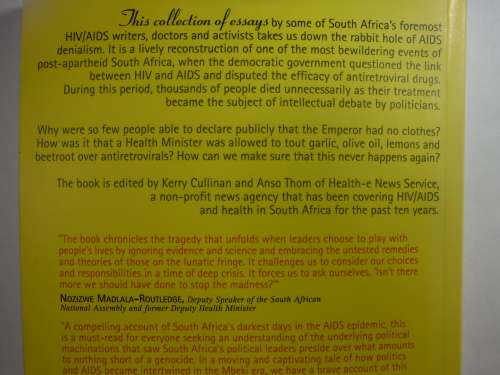 This collection of essays by some of South Africa's foremost
HIV/AIDS writers, doctors and activists takes us down the rabbit hole of AIDS
denialism. It is a lively reconstruction of one of the most bewildering events of
post-apartheid South Africa, when the democratic government questioned the link
between HIV and AIDS and disputed the efficacy of antiretroviral drugs.
During this period, thousands of people died unnecessarily as their treatment
became the subject of intellectual debate by politicians.
Why were so few people able to declare publicly that the Emperor had no clothes?
How was it that a Health Minister was allowed to tout garlic, olive oil, lemons and
beetroot over antiretrovirals? How can we make sure that this never happens again?
The book is edited by Kerry Cullinan and Anso Thom of Health-e News Service,
a non-profit news agency that has been covering HIV/AIDS
and health in South Africa for the past ten years.
"The book chronicles the tragedy that unfolds when leaders choose to play with
people's lives by ignoring evidence and science and embracing the untested remedies
and theories of those on the lunatic fringe. It challenges us to consider our choices
and responsibilities in a time of deep crisis. It forces us to ask ourselves, 'Isn't there
more we should have done to stop the madness?'"
Nozizwe Madlala-Routledge, Deputy Speaker of the South African
National Assembly and former Deputy Health Minister
"A compelling account of South Africa's darkest days in the AIDS epidemic, this
is a must-read for everyone seeking an understanding of the underlying political
machinations that saw South Africa's political leaders preside over what amounts
to nothing short of a genocide. In a moving and captivating tale of how politics
and AIDS became intertwined in the Mbeki era, we have a brave account of this